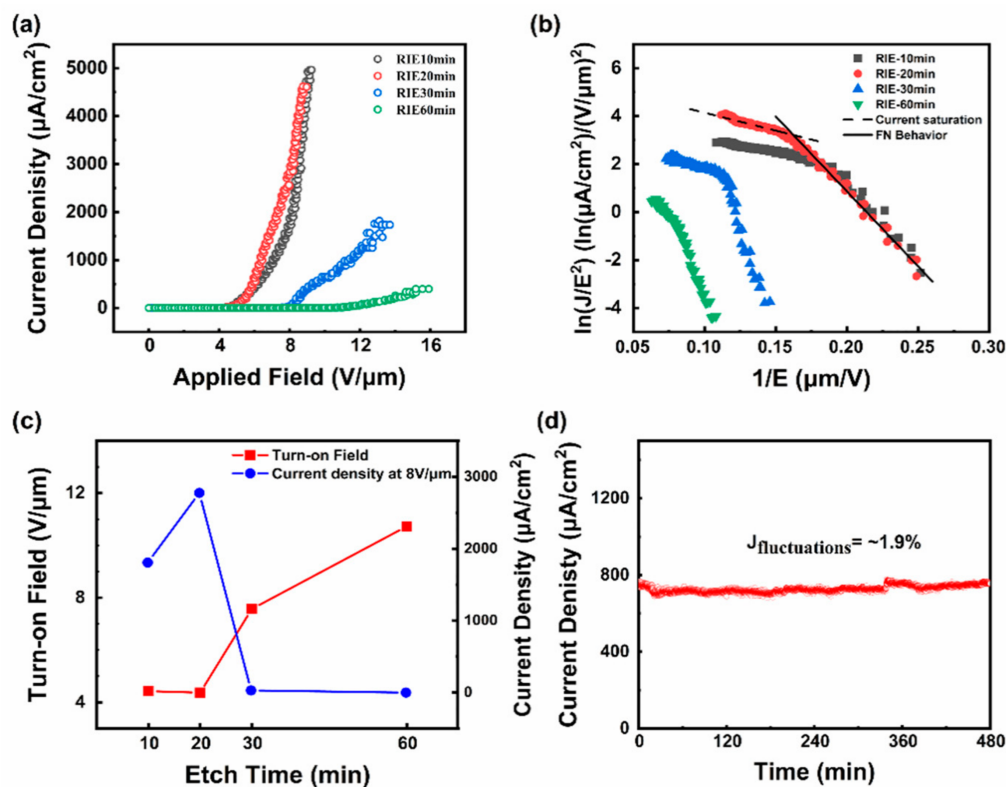 (a)
Current Denisity (μA/cm²)
5000
4000
3000
2000
1000
0
0 4 8 12 16
Applied Field (V/μm)
RIE10min
RIE20min
RIE30min
RIE60min
(b)
ln(J/E²) (ln(μA/cm²)/(V/μm)²)
6
4
2
0
-2
-4
0.05 0.10 0.15 0.20 0.25 0.30
1/E (μm/V)
RIE-10min
RIE-20min
RIE-30min
RIE-60min
Current saturation
FN Behavior
(c)
Turn-on Field (V/μm)
12
8
4
10 20 30 60
Etch Time (min)
Turn-on Field
Current density at 8V/μm
3000
2000
1000
0
Current Density (μA/cm²)
(d)
Current Denisty (μA/cm²)
1200
800
400
0
0 120 240 360 480
Time (min)
Jfluctuations= ~1.9%